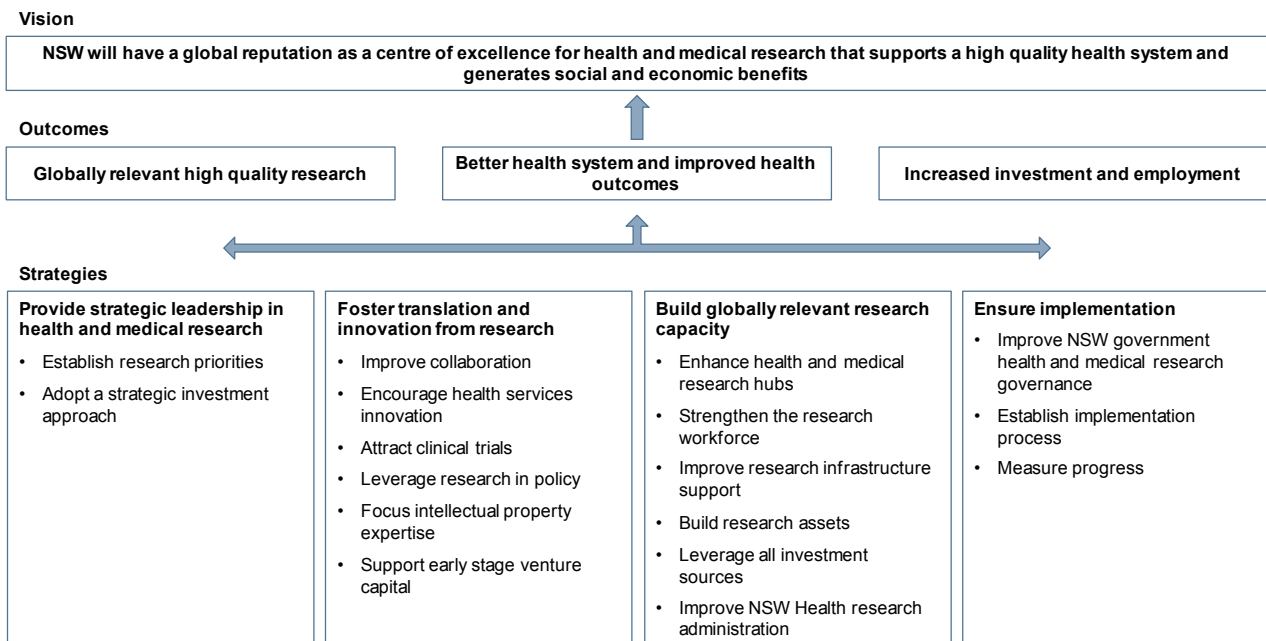 Vision
NSW will have a global reputation as a centre of excellence for health and medical research that supports a high quality health system and
generates social and economic benefits
Outcomes
Globally relevant high quality research
Better health system and improved health
outcomes
Increased investment and employment
Strategies
Provide strategic leadership in
health and medical research
• Establish research priorities
• Adopt a strategic investment
approach
Foster translation and
innovation from research
• Improve collaboration
• Encourage health services
innovation
• Attract clinical trials
• Leverage research in policy
• Focus intellectual property
expertise
• Support early stage venture
capital
Build globally relevant research
capacity
• Enhance health and medical
research hubs
• Strengthen the research
workforce
• Improve research infrastructure
support
• Build research assets
• Leverage all investment
sources
• Improve NSW Health research
administration
Ensure implementation
• Improve NSW government
health and medical research
governance
• Establish implementation
process
• Measure progress